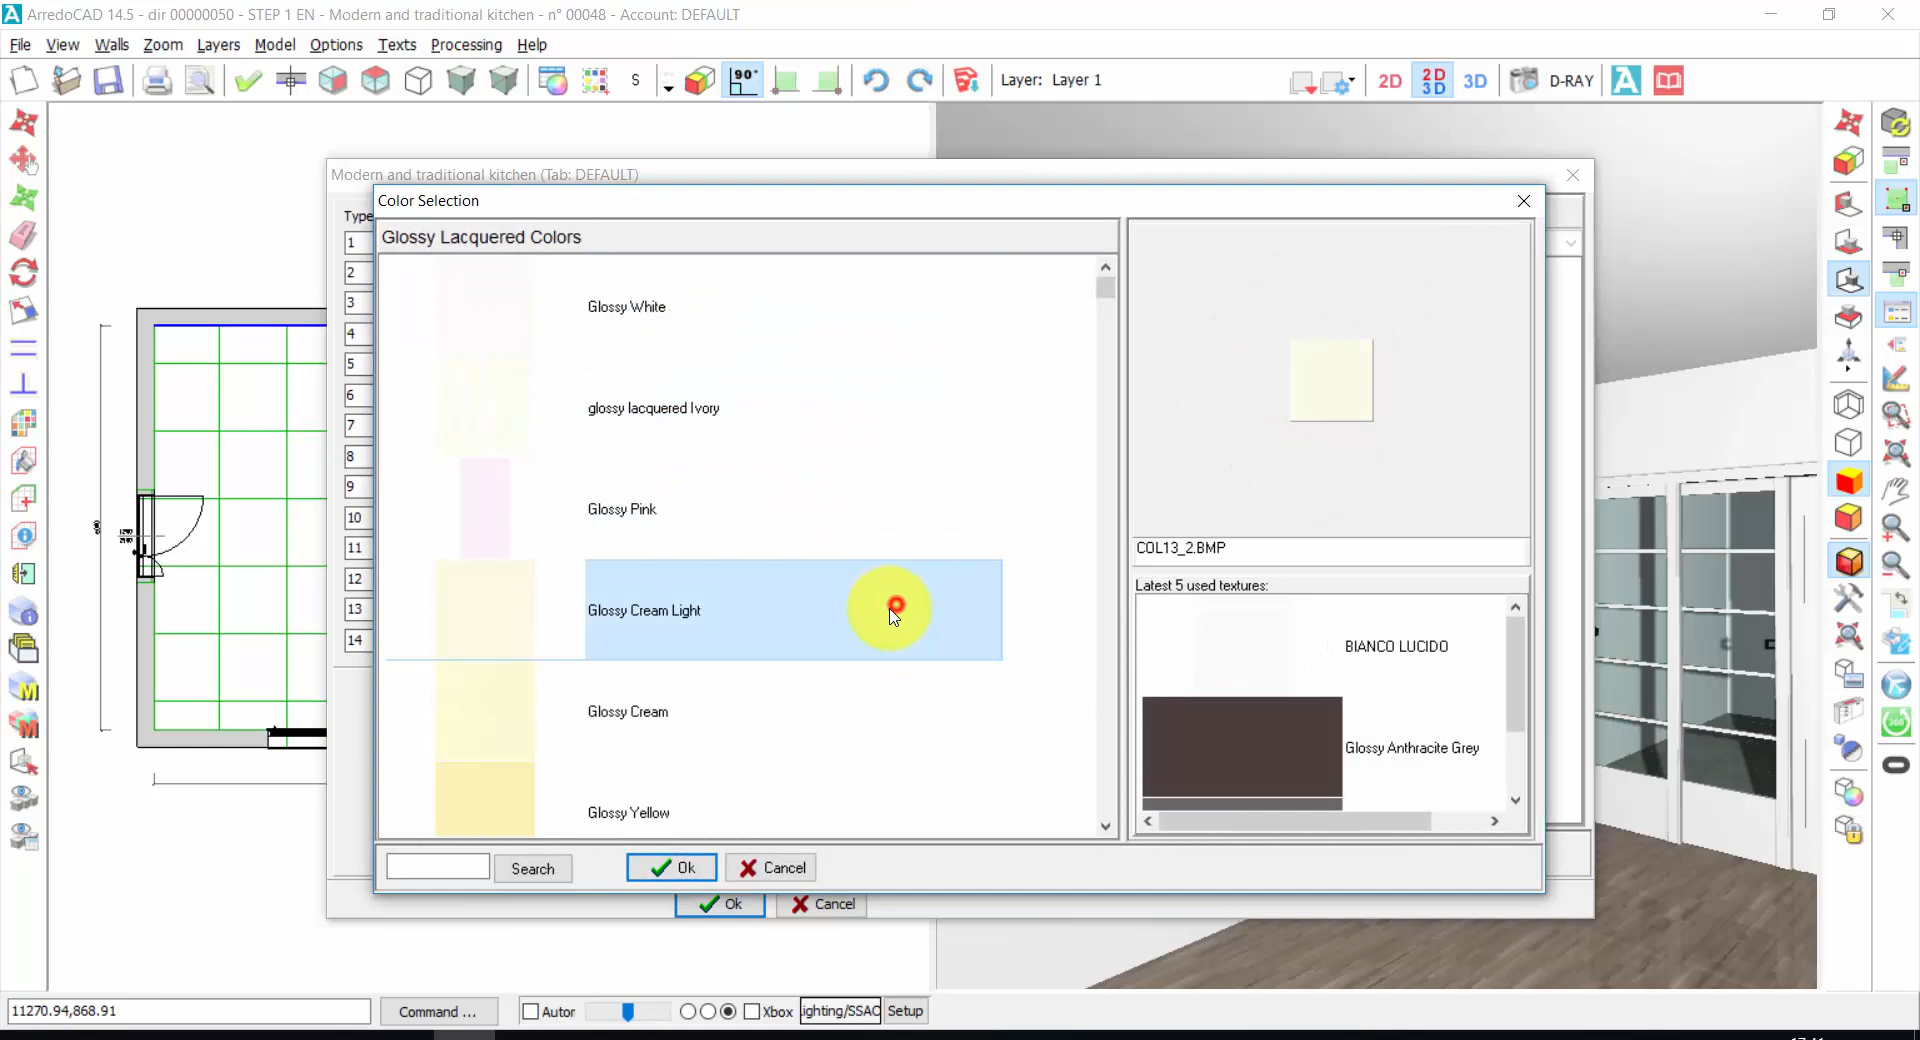 ArredoCAD 14.5 - dir 00000050 - STEP 1 EN - Modern and traditional kitchen - n° 00048 - Account: DEFAULT
File View Walls Zoom Layers Model Options Texts Processing Help
S 90° Layer: Layer 1 2D 2D 3D 3D D-RAY
Modern and traditional kitchen (Tab: DEFAULT)
Color Selection
Type
Glossy Lacquered Colors
1
2
3
4
5
6
7
8
9
10
11
12
13
14
Glossy White
glossy lacquered Ivory
Glossy Pink
Glossy Cream Light
Glossy Cream
Glossy Yellow
COL13_2.BMP
Latest 5 used textures:
BIANCO LUCIDO
Glossy Anthracite Grey
Search Ok Cancel
Ok Cancel
11270.94,868.91 Command ... Autor Xbox ighting/SSAO Setup